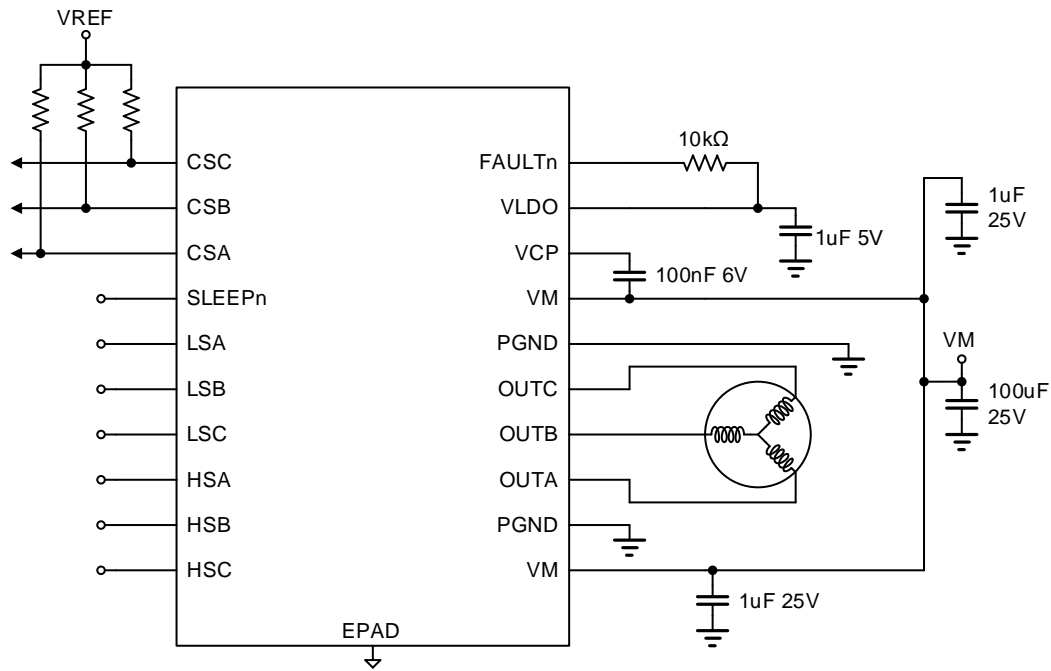 VREF
CSC
CSB
CSA
SLEEPn
LSA
LSB
LSC
HSA
HSB
HSC
EPAD
FAULTn
VLDO
VCP
VM
PGND
OUTC
OUTB
OUTA
PGND
VM
10kΩ
1uF 5V
100nF 6V
1uF
25V
VM
100uF
25V
1uF 25V